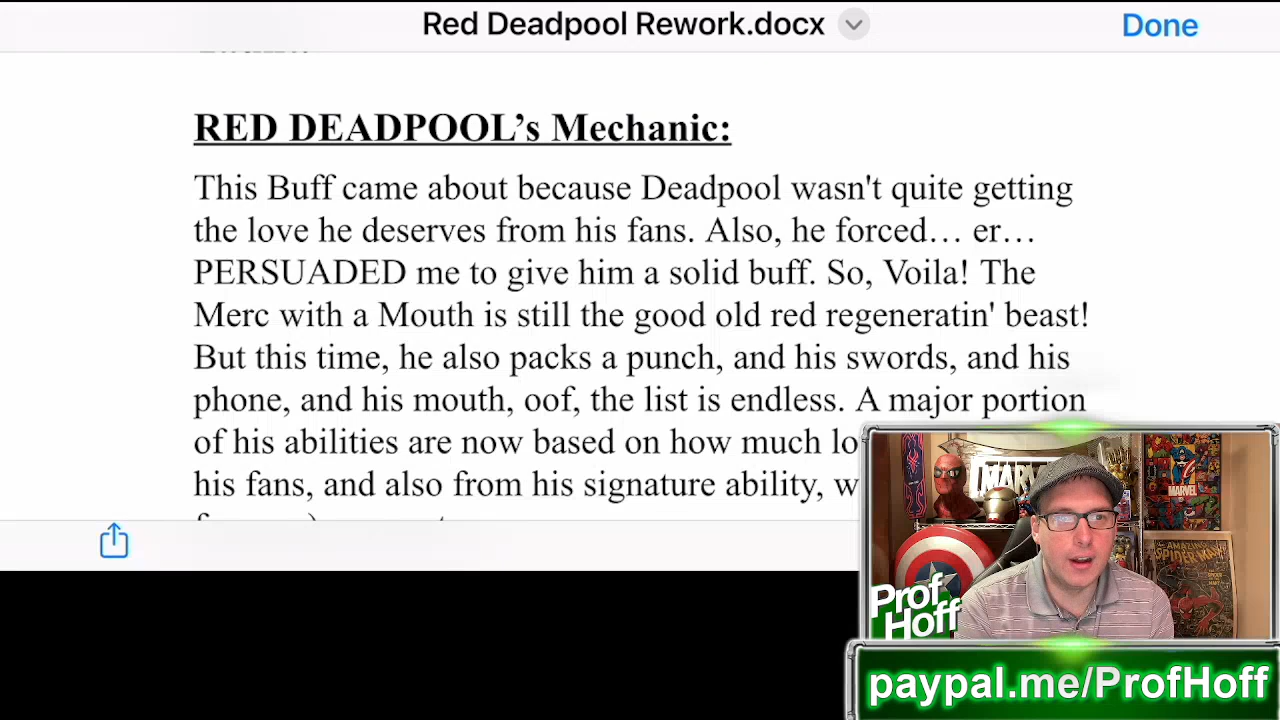 Red Deadpool Rework.docx
Done
RED DEADPOOL’s Mechanic:
This Buff came about because Deadpool wasn't quite getting
the love he deserves from his fans. Also, he forced… er…
PERSUADED me to give him a solid buff. So, Voila! The
Merc with a Mouth is still the good old red regeneratin' beast!
But this time, he also packs a punch, and his swords, and his
phone, and his mouth, oof, the list is endless. A major portion
of his abilities are now based on how much lo
his fans, and also from his signature ability, w
MARV
MARVEL
AMAZING
SPIDER-MAN
Prof
Hoff
paypal.me/ProfHoff